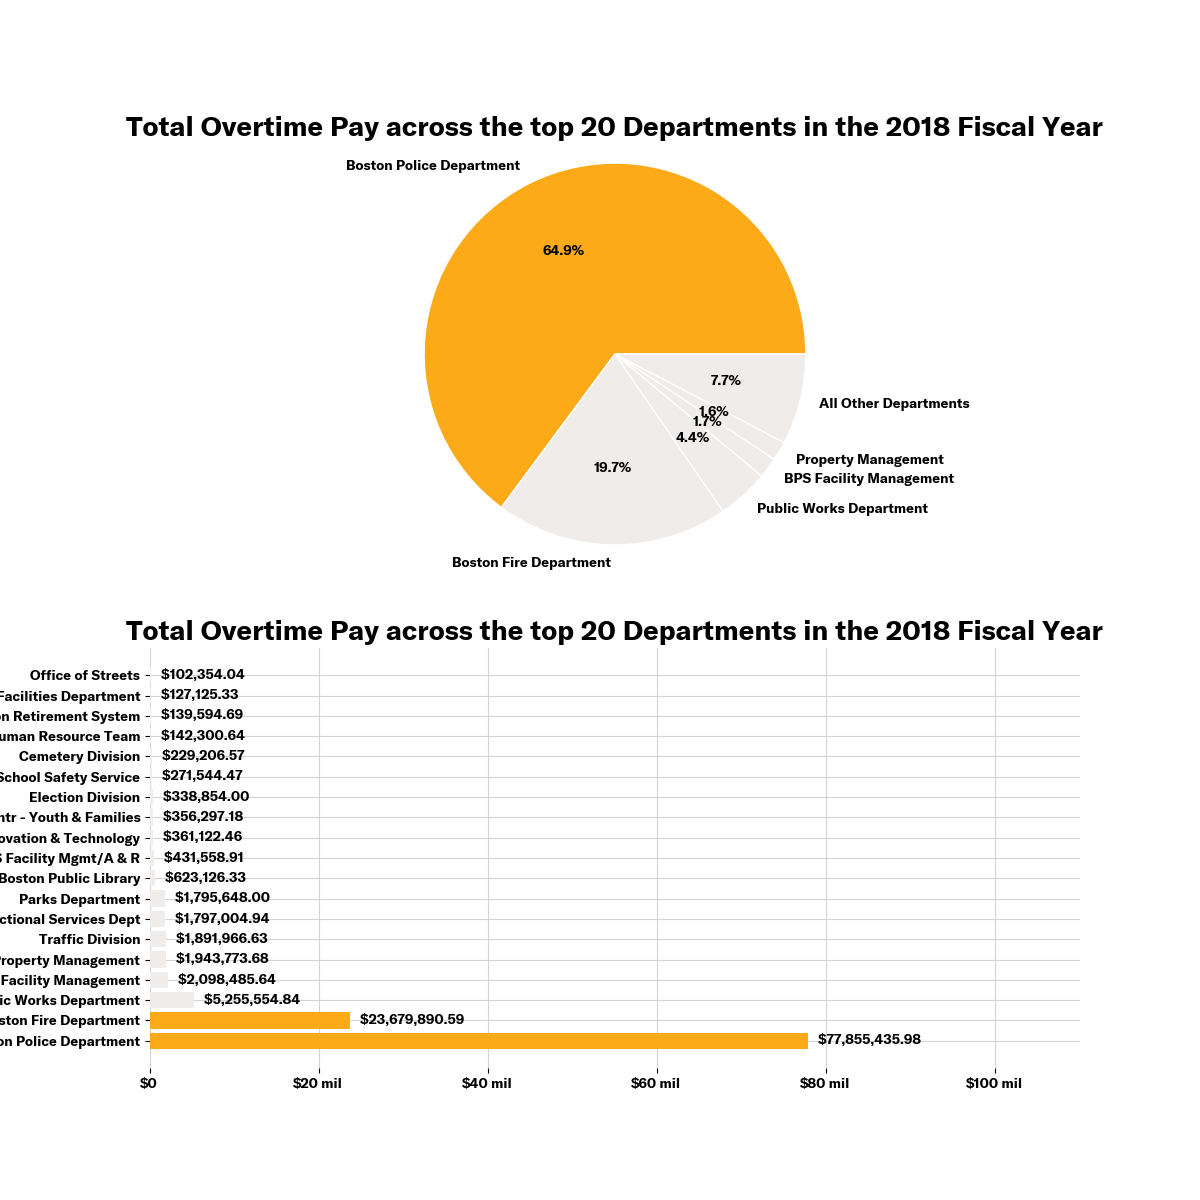 Total Overtime Pay across the top 20 Departments in the 2018 Fiscal Year
Boston Police Department
64.9%
7.7%
All Other Departments
1.6%
1.7%
4.4%
Property Management
19.7%
BPS Facility Management
Public Works Department
Boston Fire Department
Total Overtime Pay across the top 20 Departments in the 2018 Fiscal Year
Office of Streets $102,354.04
Facilities Department $127,125.33
Retirement System $139,594.69
Resource Team $142,300.64
Cemetery Division $229,206.57
School Safety Service $271,544.47
Election Division $338,854.00
- Youth & Families $356,297.18
& Technology $361,122.46
Facility Mgmt/A & R $431,558.91
Boston Public Library $623,126.33
Parks Department $1,795,648.00
Services Dept $1,797,004.94
Traffic Division $1,891,966.63
Property Management $1,943,773.68
Facility Management $2,098,485.64
Works Department $5,255,554.84
Fire Department $23,679,890.59
Police Department $77,855,435.98
$0 $20 mil $40 mil $60 mil $80 mil $100 mil